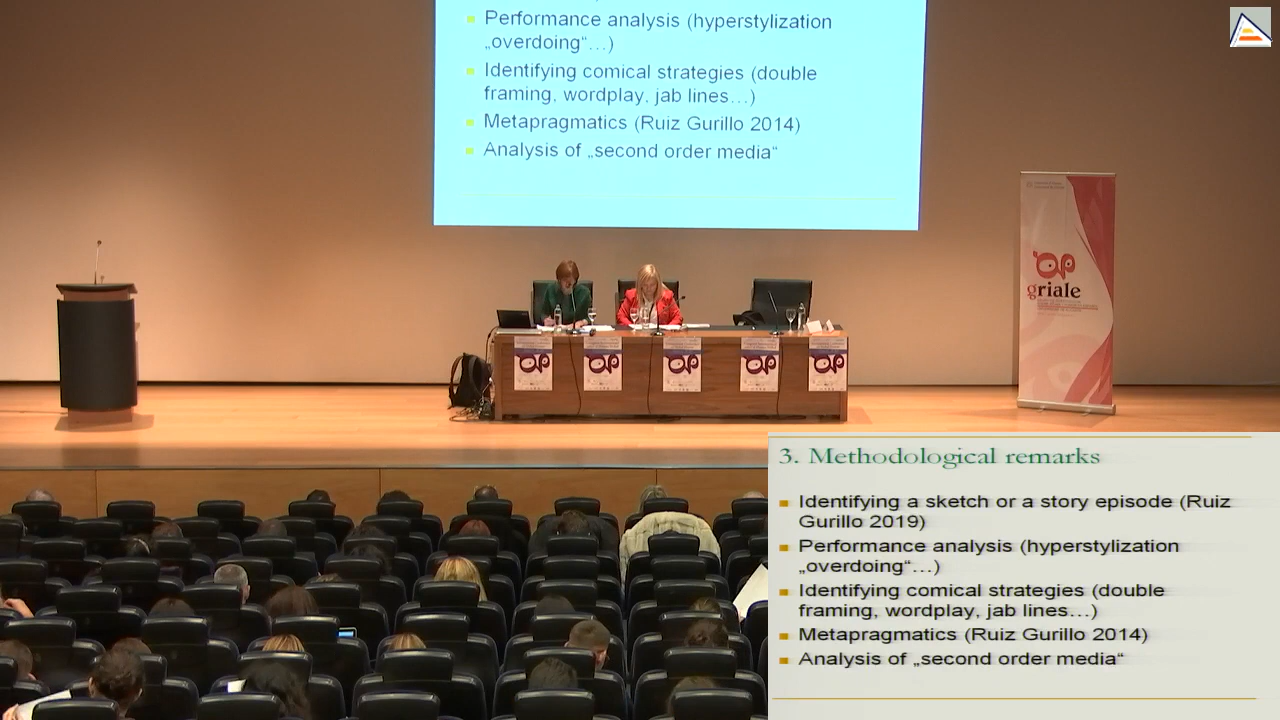 Performance analysis (hyperstylization
„overdoing“…)
Identifying comical strategies (double
framing, wordplay, jab lines…)
Metapragmatics (Ruiz Gurillo 2014)
Analysis of „second order media“
griale
3. Methodological remarks
Identifying a sketch or a story episode (Ruiz
Gurillo 2019)
Performance analysis (hyperstylization
„overdoing“…)
Identifying comical strategies (double
framing, wordplay, jab lines…)
Metapragmatics (Ruiz Gurillo 2014)
Analysis of „second order media“